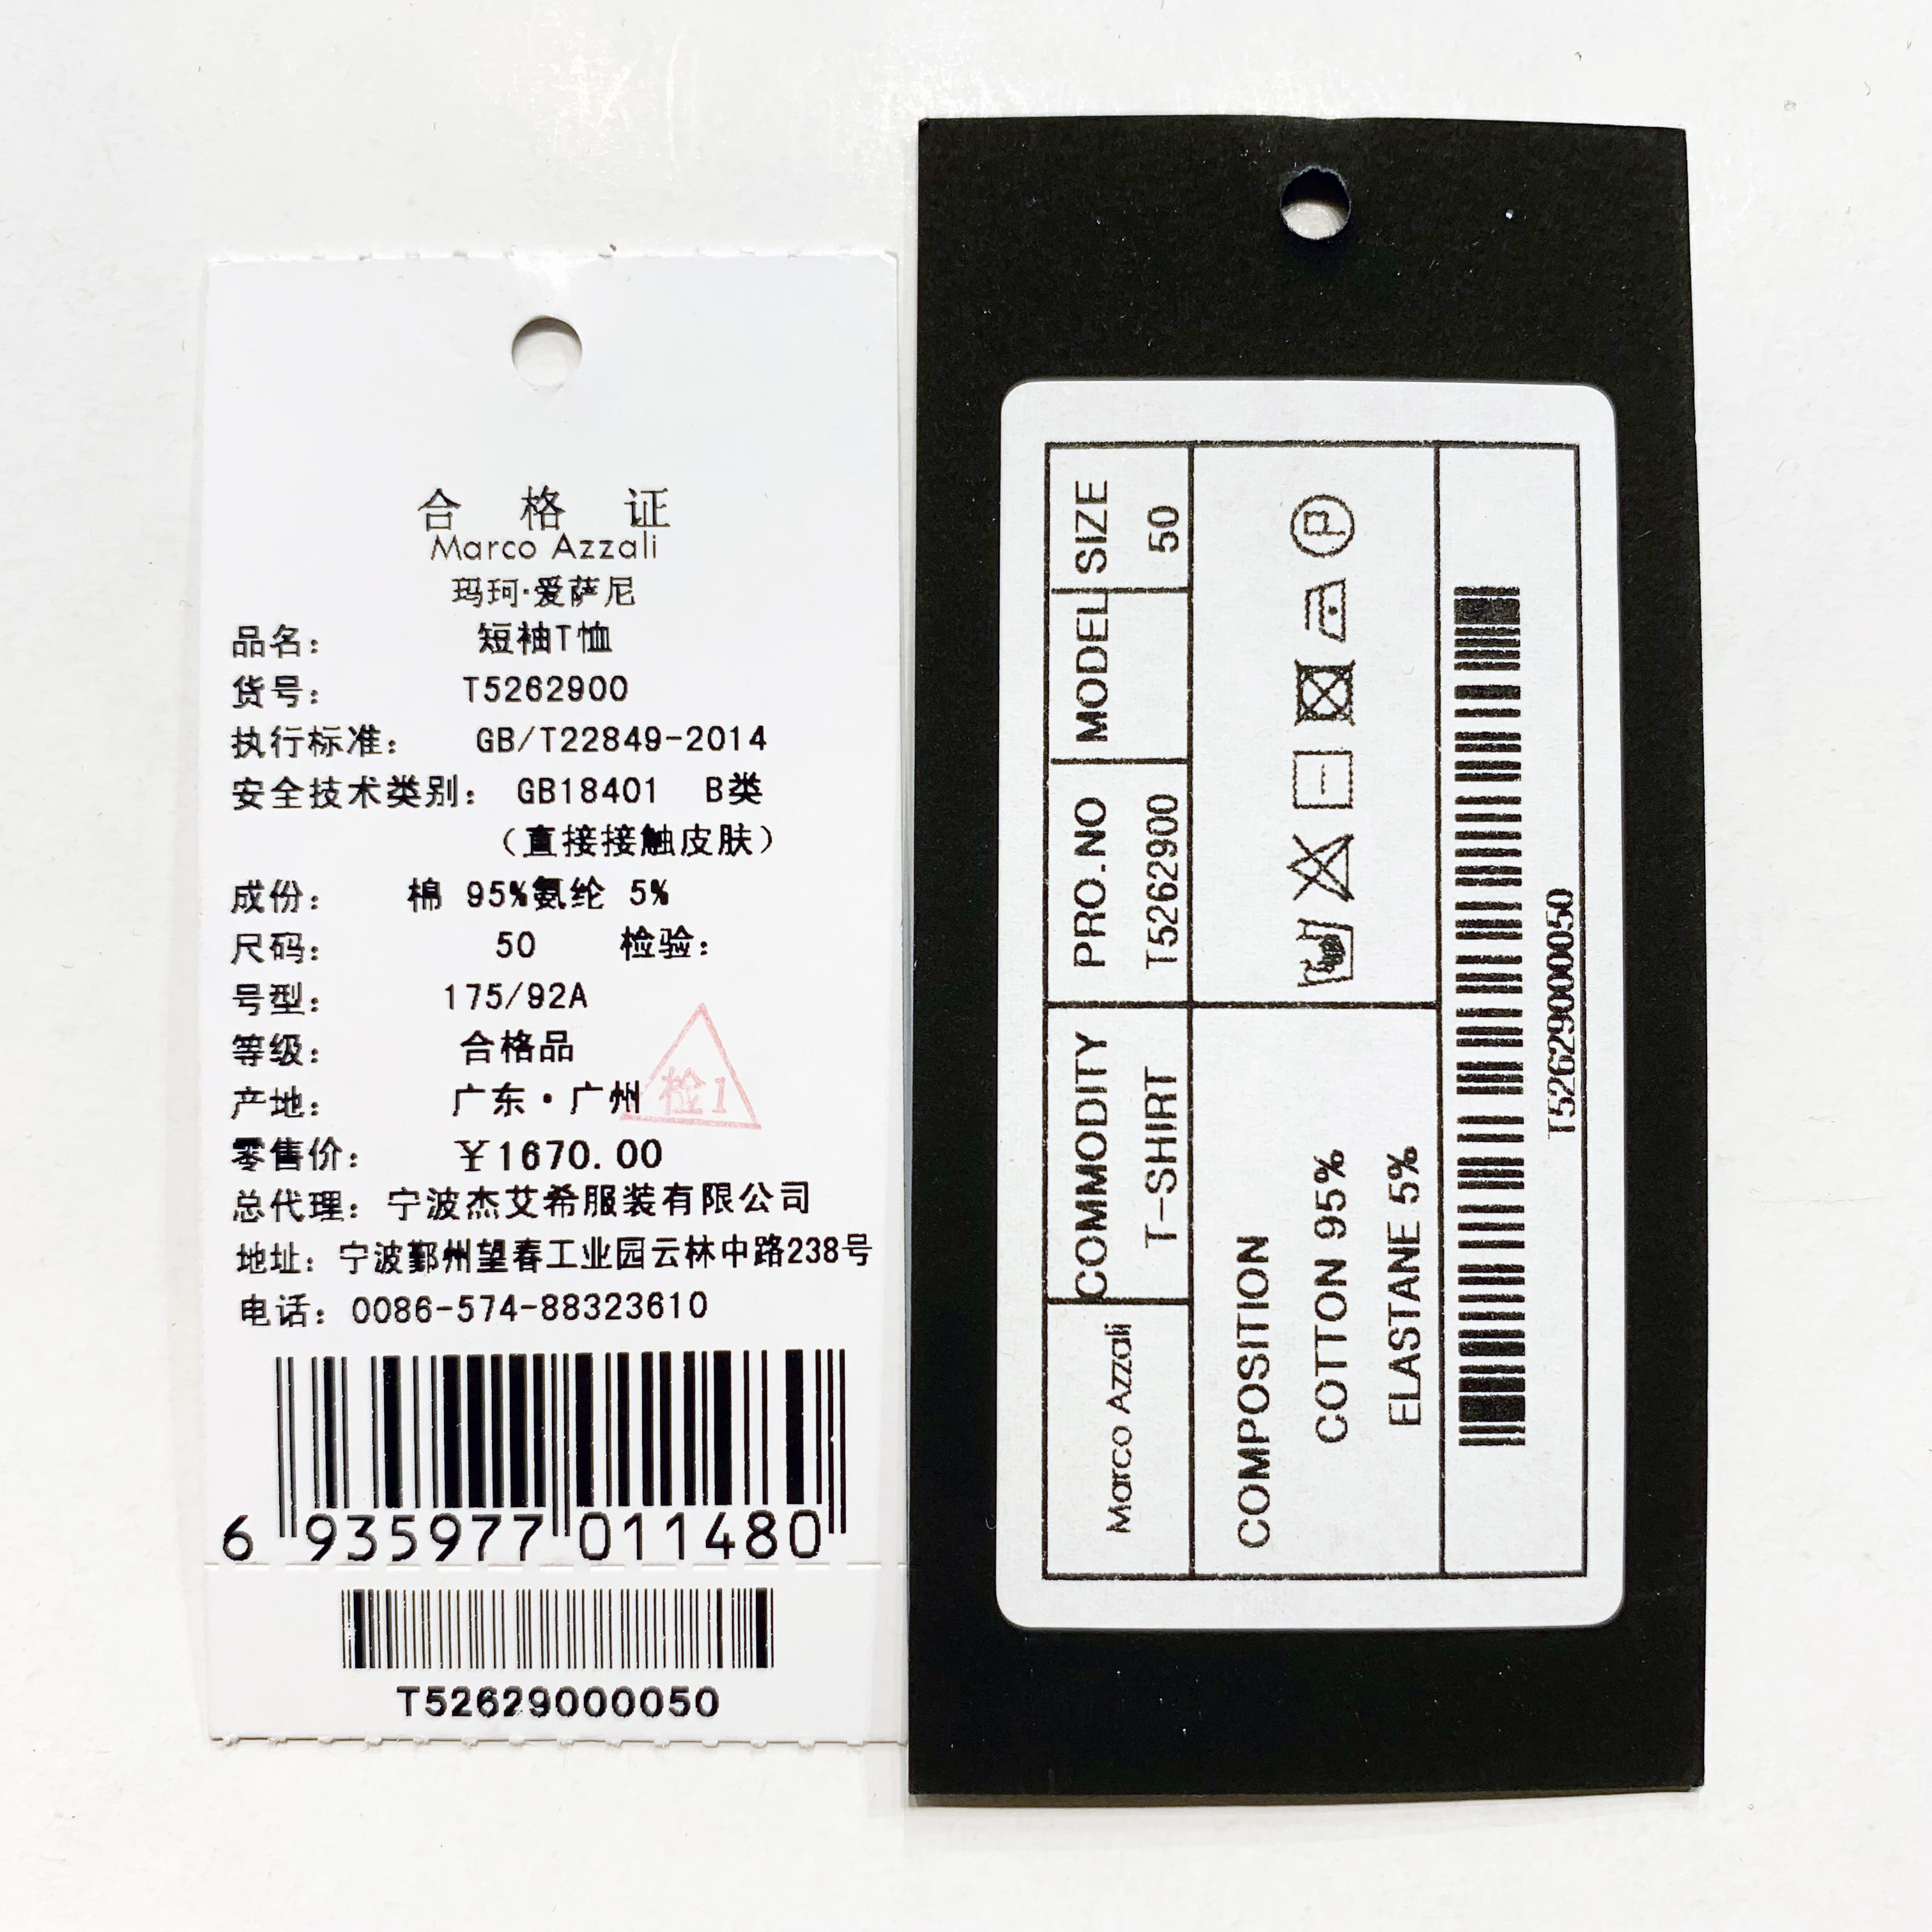 合 格 证
Marco Azzali
玛珂·爱萨尼
品名： 短袖T恤
货号： T5262900
执行标准： GB/T22849-2014
安全技术类别： GB18401 B类
（直接接触皮肤）
成份： 棉 95%氨纶 5%
尺码： 50 检验：
号型： 175/92A
等级： 合格品
产地： 广东·广州
检1
零售价： ¥1670.00
总代理：宁波杰艾希服装有限公司
地址：宁波鄞州望春工业园云林中路238号
电话：0086-574-88323610
6 935977 011480
T52629000050
Marco Azzali COMMODITY PRO.NO MODEL SIZE
T-SHIRT T5262900 50
COMPOSITION
COTTON 95%
ELASTANE 5%
P
T52629000050